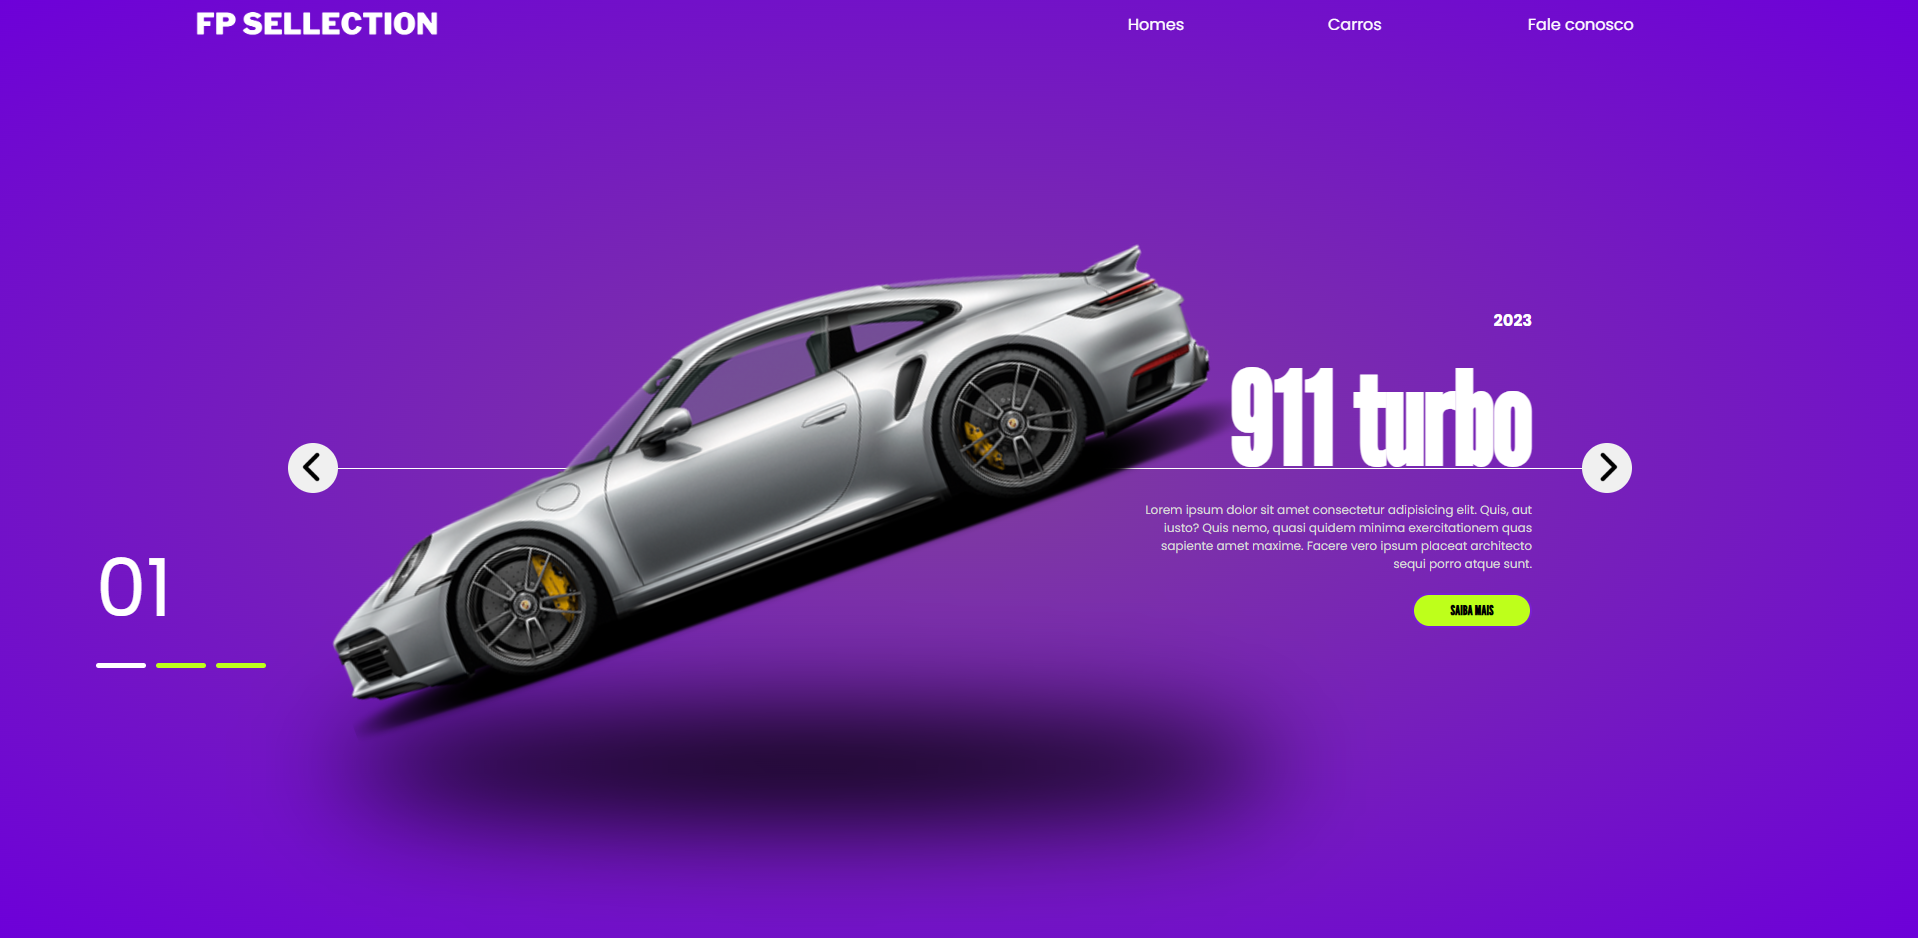 FP SELLECTION
Homes
Carros
Fale conosco
2023
911 turbo
Lorem ipsum dolor sit amet consectetur adipisicing elit. Quis, aut
iusto? Quis nemo, quasi quidem minima exercitationem quas
sapiente amet maxime. Facere vero ipsum placeat architecto
sequi porro atque sunt.
01
SAIBA MAIS